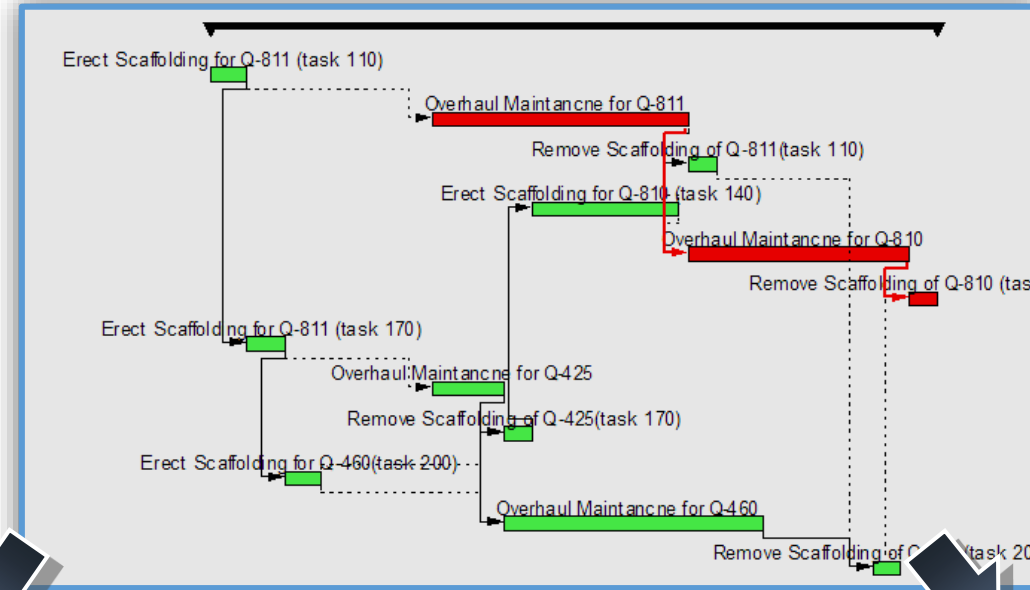 Erect Scaffolding for Q-811 (task 110)
Overhaul Maintancne for Q-811
Remove Scaffolding of Q-811(task 110)
Erect Scaffolding for Q-810 (task 140)
Overhaul Maintancne for Q-810
Remove Scaffolding of Q-810 (tas
Erect Scaffolding for Q-811 (task 170)
Overhaul Maintancne for Q-425
Remove Scaffolding of Q-425(task 170)
Erect Scaffolding for Q-460(task 200)
Overhaul Maintancne for Q-460
Remove Scaffolding of (task 20